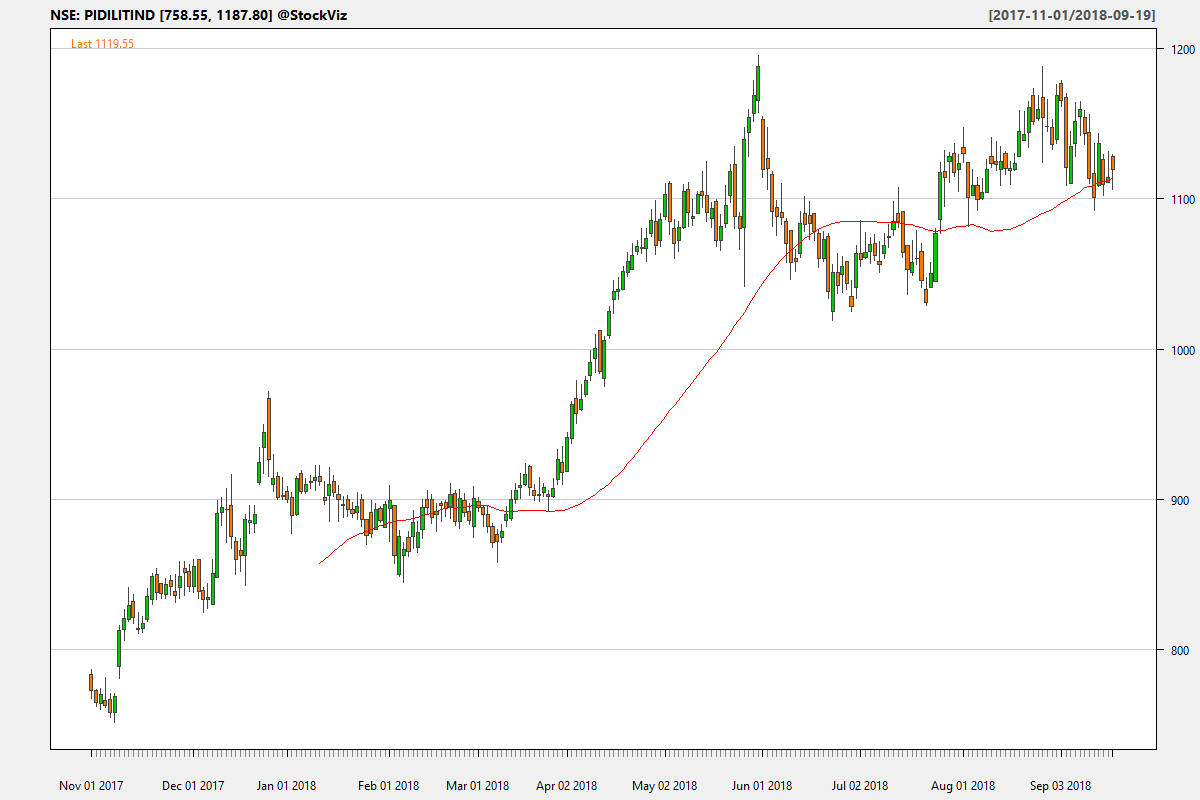 NSE: PIDILITIND [758.55, 1187.80] @StockViz [2017-11-01/2018-09-19]
Last 1119.55
1200
1100
1000
900
800
Nov 01 2017 Dec 01 2017 Jan 01 2018 Feb 01 2018 Mar 01 2018 Apr 02 2018 May 02 2018 Jun 01 2018 Jul 02 2018 Aug 01 2018 Sep 03 2018